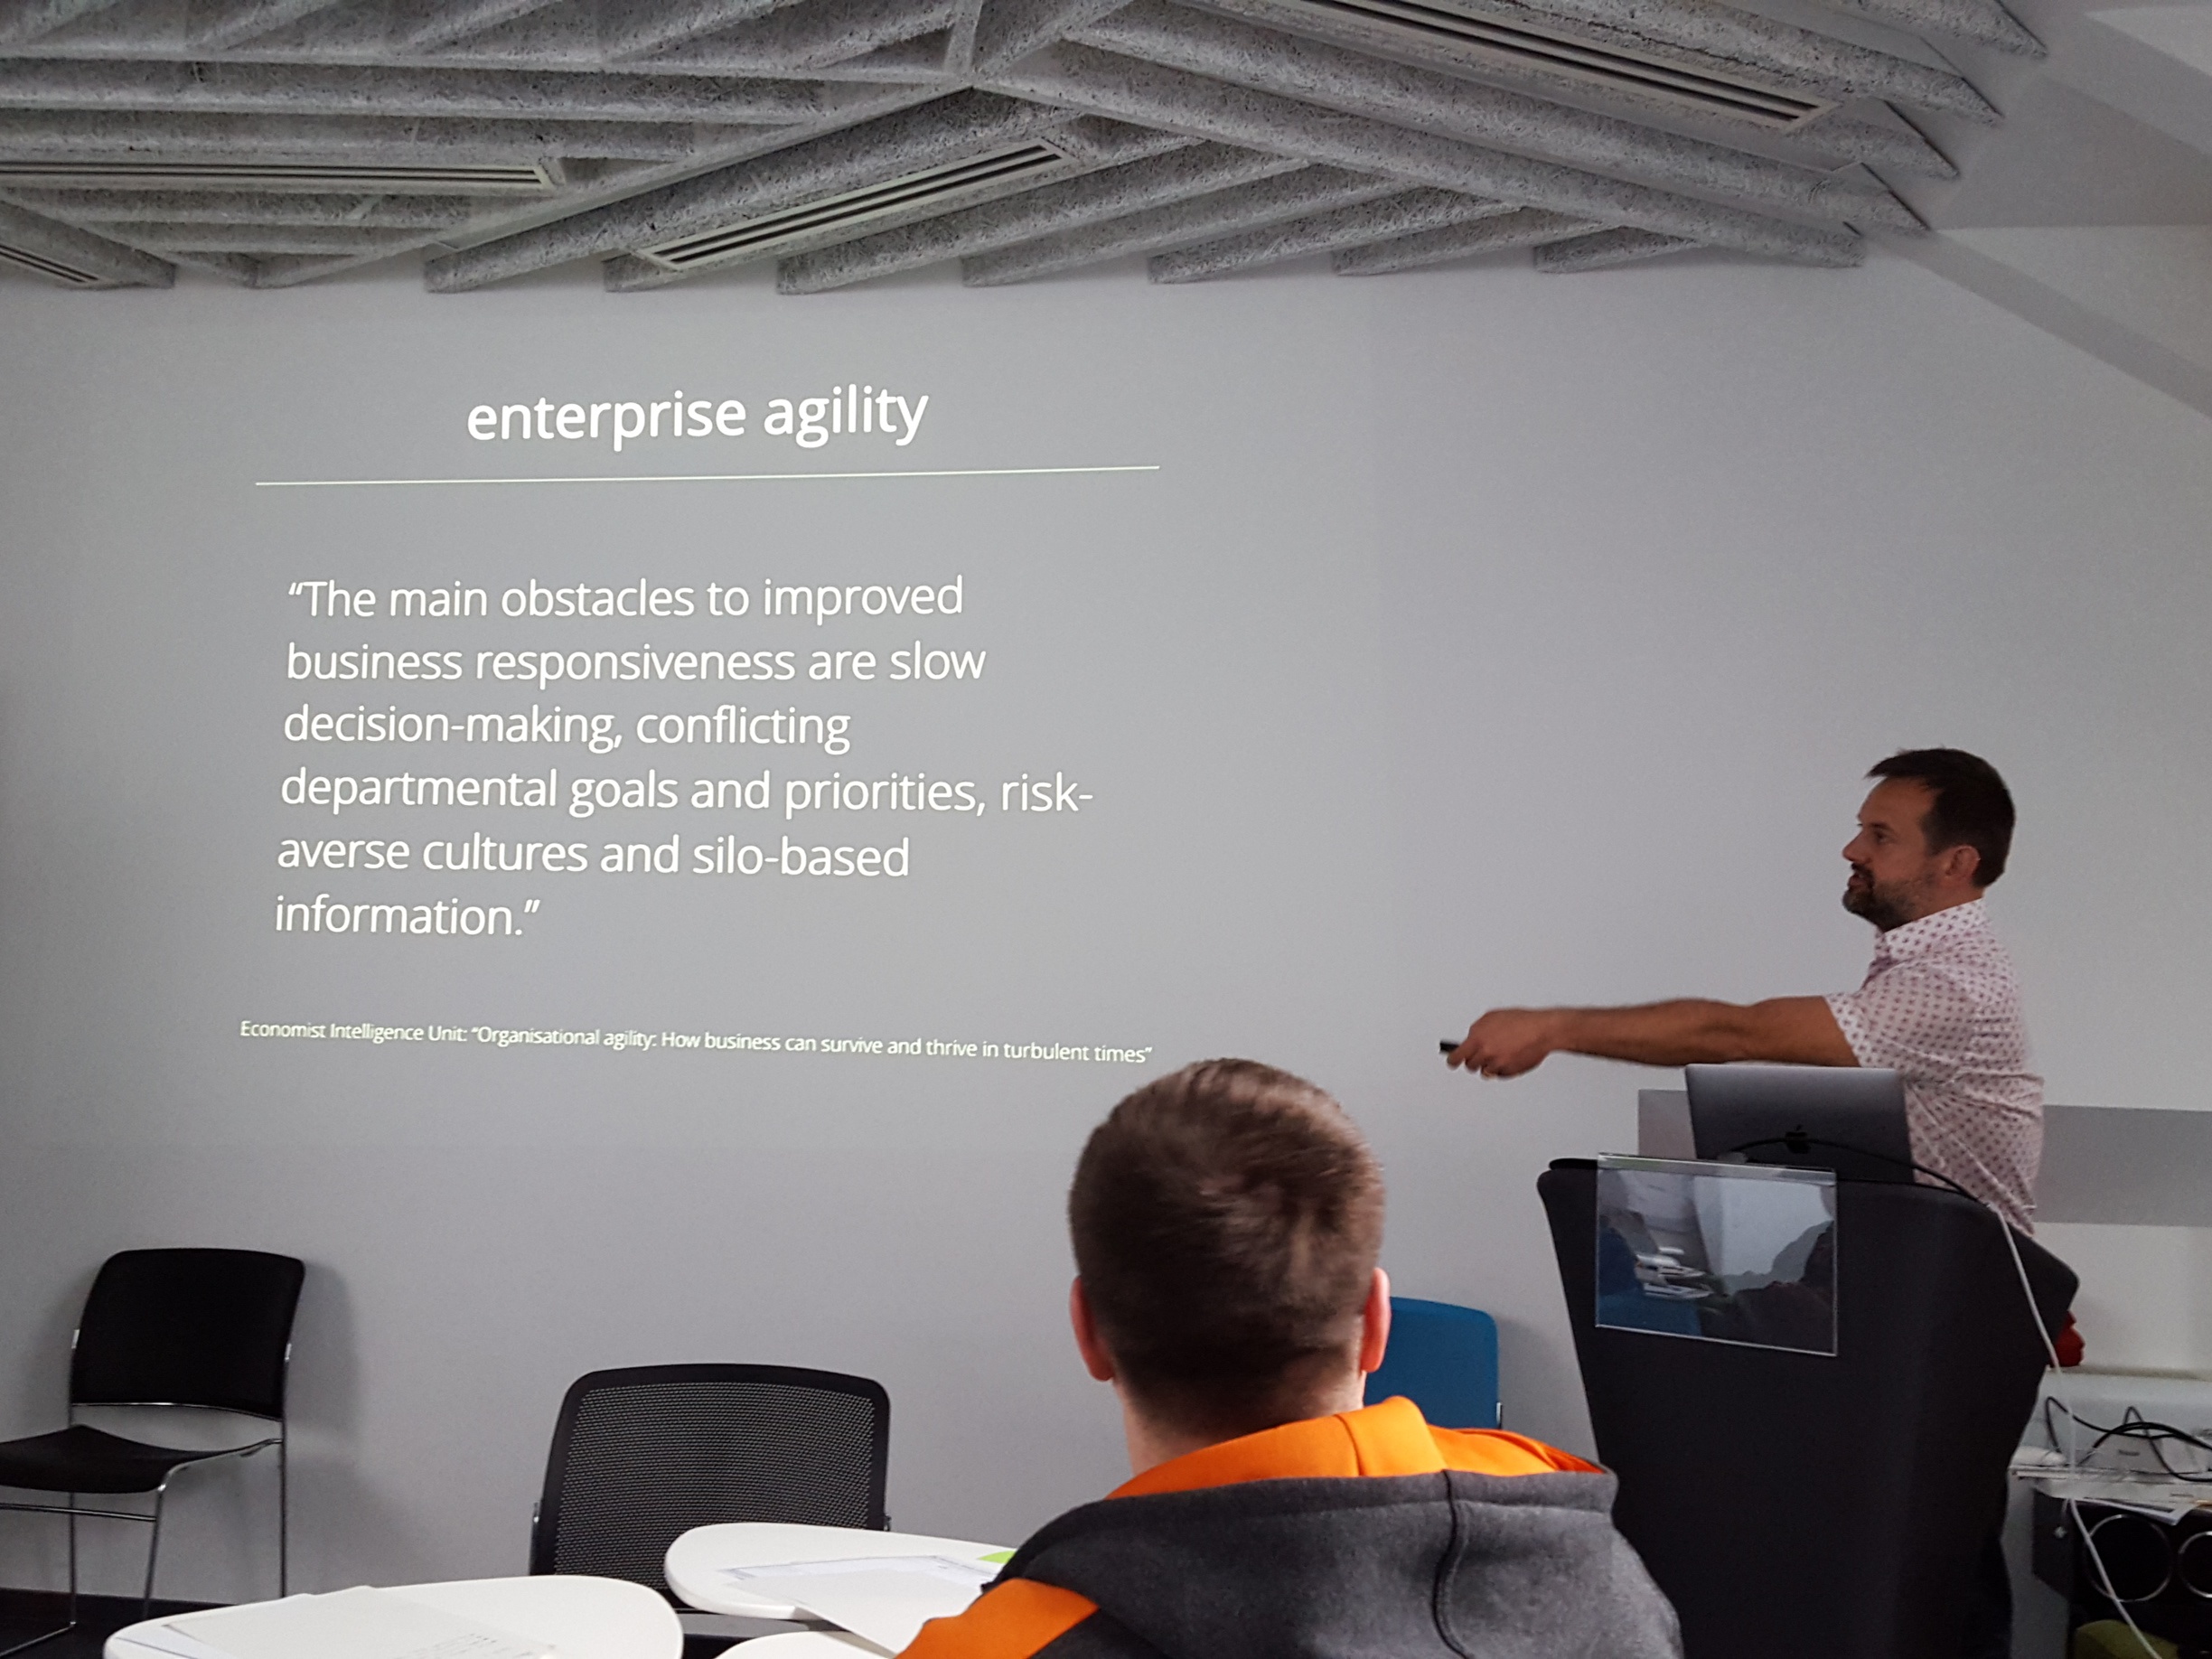 enterprise agility
“The main obstacles to improved
business responsiveness are slow
decision-making, conflicting
departmental goals and priorities, risk-
averse cultures and silo-based
information.”
Economist Intelligence Unit: “Organisational agility: How business can survive and thrive in turbulent times”